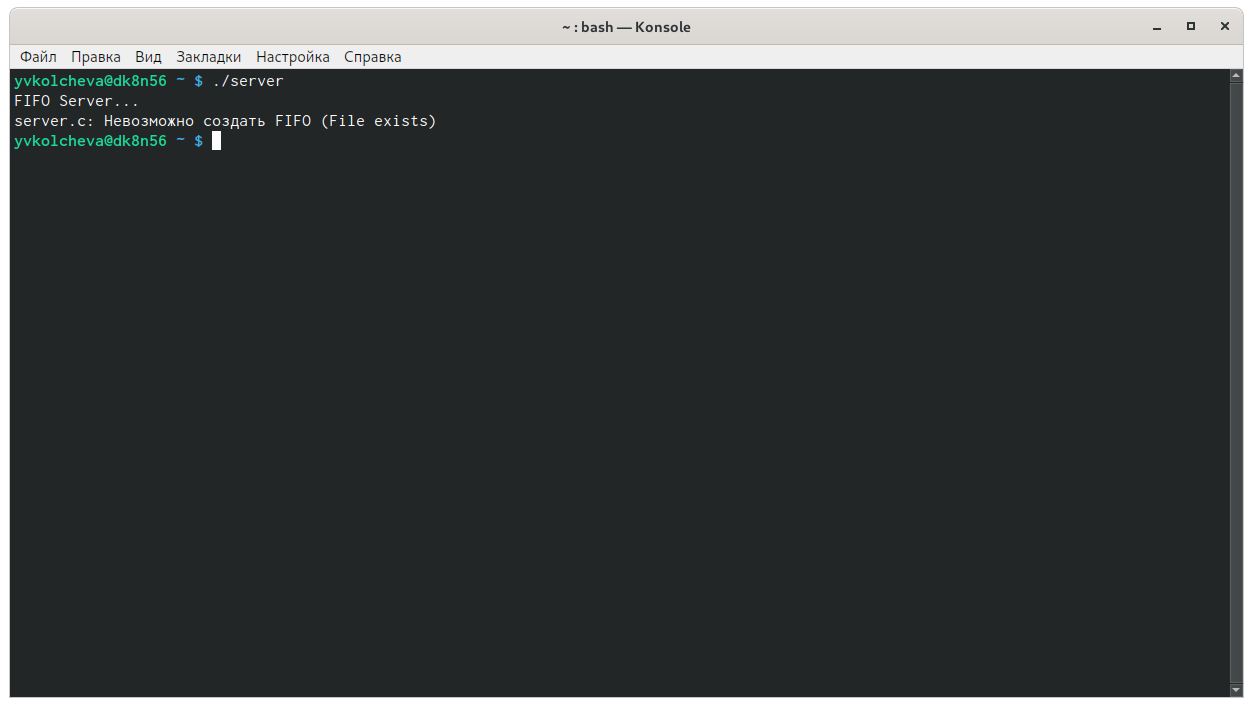 ~ : bash — Konsole
Файл Правка Вид Закладки Настройка Справка
yvkolcheva@dk8n56 ~ $ ./server
FIFO Server...
server.c: Невозможно создать FIFO (File exists)
yvkolcheva@dk8n56 ~ $